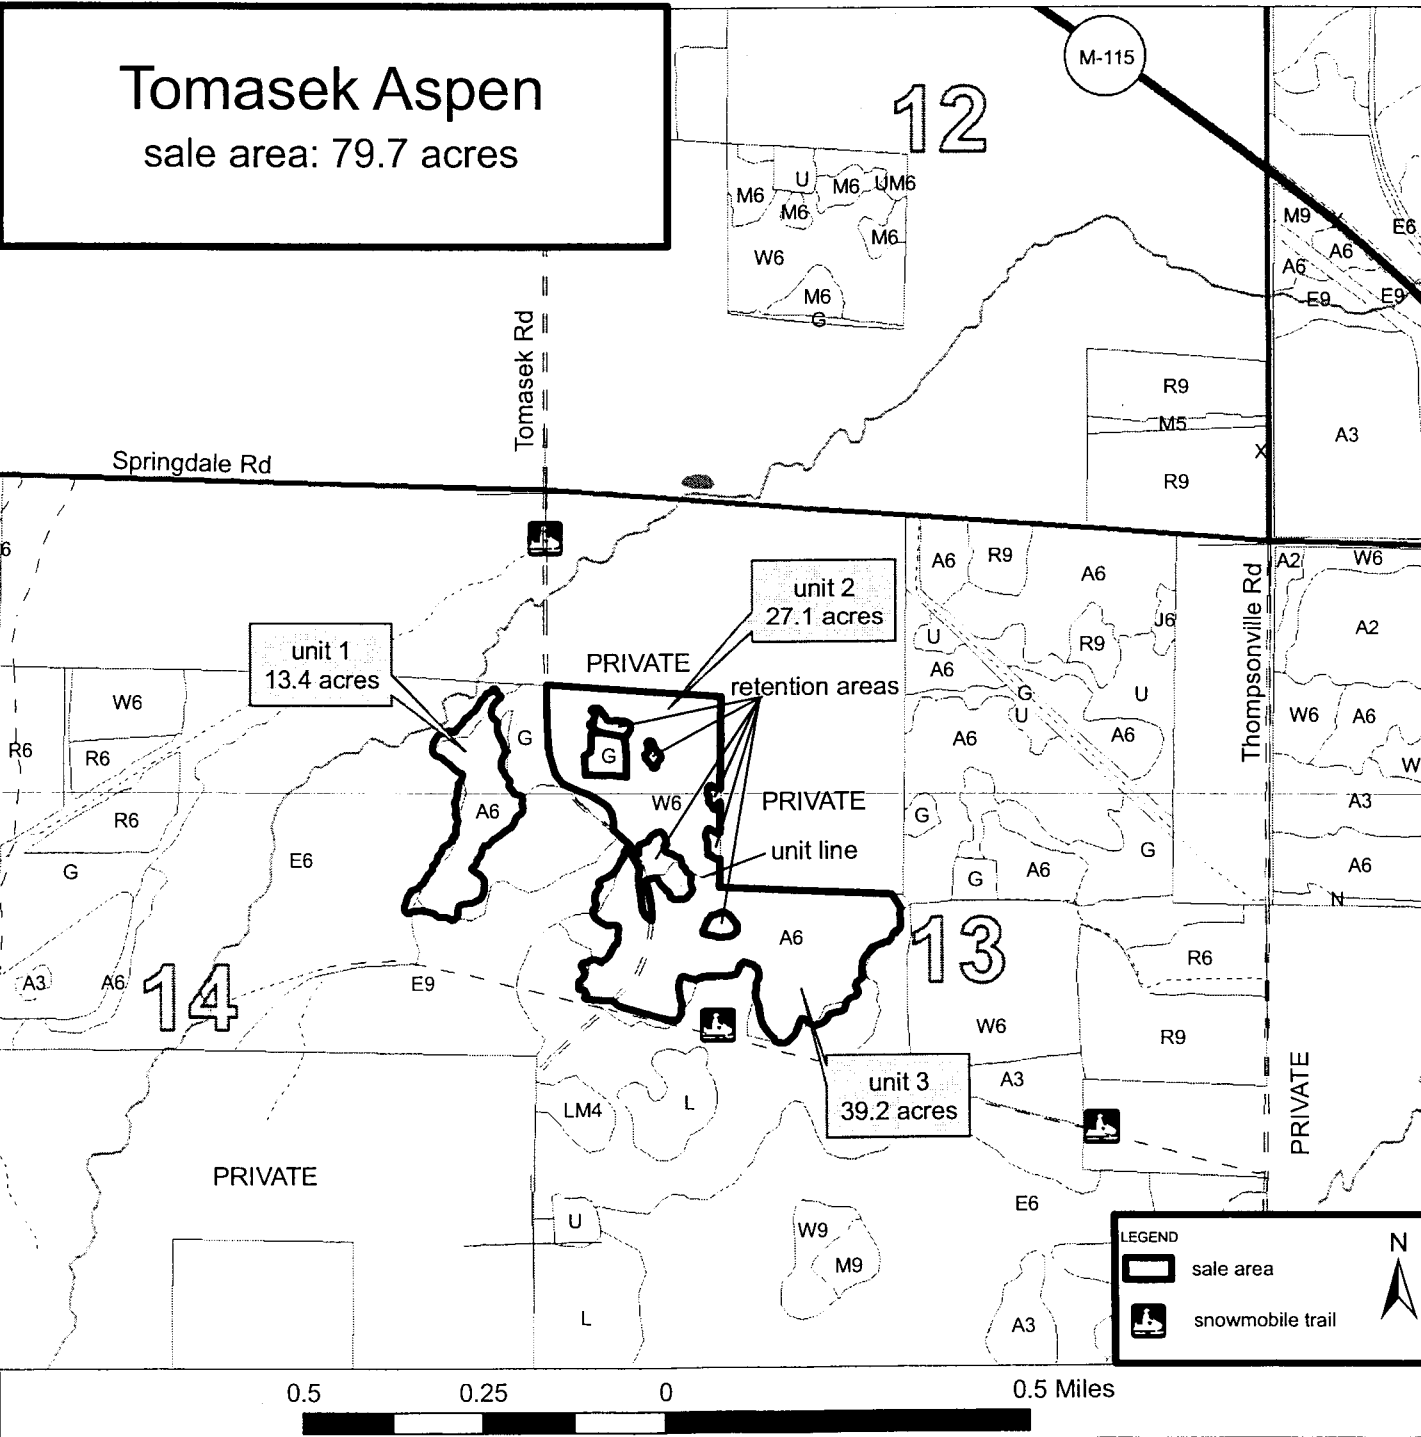 Tomasek Aspen
sale area: 79.7 acres
M-115
12
M6
U
M6
UM6
M6
M6
W6
M6
G
M9
A6
E6
A6
E9
E9
Tomasek Rd
R9
M5
R9
X
A3
Springdale Rd
6
unit 2
27.1 acres
A6
R9
A6
J6
U
R9
A6
Thompsonville Rd
A2
W6
A2
unit 1
13.4 acres
PRIVATE
retention areas
G
U
U
W6
R6
R6
R6
G
G
W6
PRIVATE
A6
A6
W6
A6
W
A3
A6
N
A6
E6
G
unit line
G
A6
G
G
A3
A6
14
E9
A6
13
R6
W6
R9
unit 3
39.2 acres
A3
LM4
L
PRIVATE
PRIVATE
U
W9
M9
E6
L
A3
LEGEND
sale area
snowmobile trail
N
0.5
0.25
0
0.5 Miles